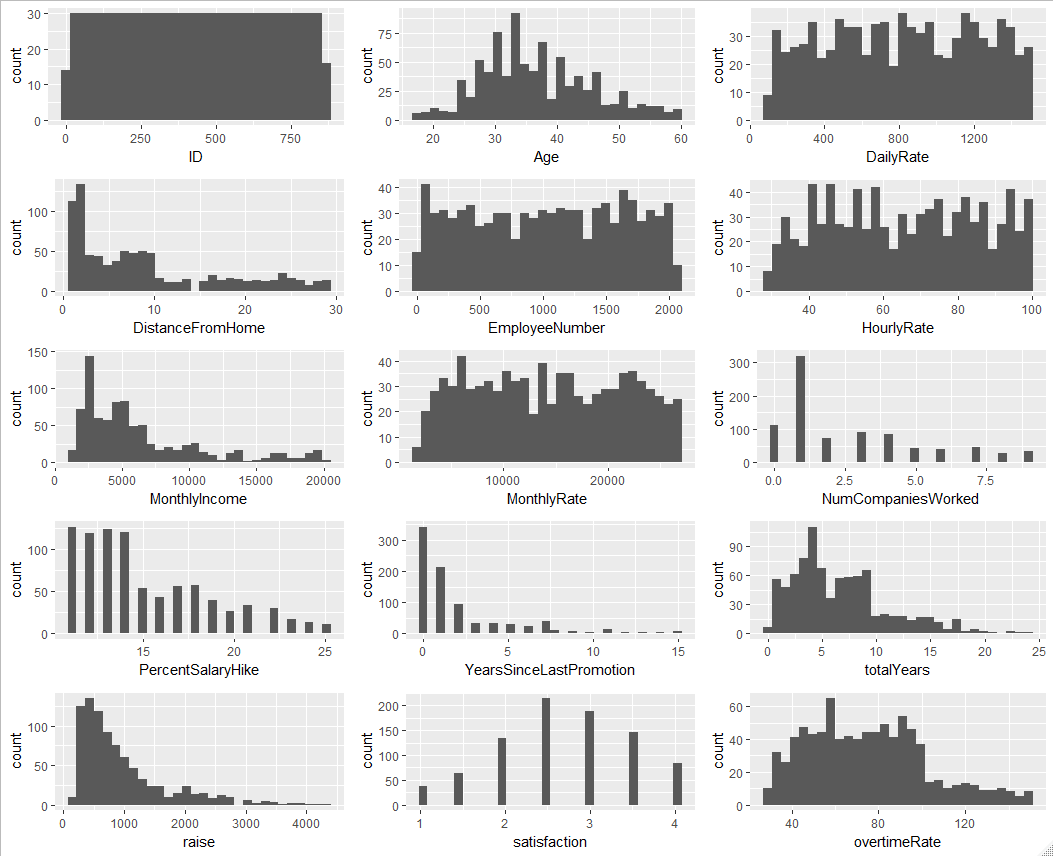 30
20
10
0
count
0 250 500 750
ID
75
50
25
0
count
20 30 40 50 60
Age
30
20
10
0
count
0 400 800 1200
DailyRate
100
50
0
count
0 10 20 30
DistanceFromHome
40
30
20
10
0
count
0 500 1000 1500 2000
EmployeeNumber
40
30
20
10
0
count
40 60 80 100
HourlyRate
150
100
50
0
count
0 5000 10000 15000 20000
MonthlyIncome
40
30
20
10
0
count
10000 20000
MonthlyRate
300
200
100
0
count
0.0 2.5 5.0 7.5
NumCompaniesWorked
100
50
0
count
15 20 25
PercentSalaryHike
300
200
100
0
count
0 5 10 15
YearsSinceLastPromotion
90
60
30
0
count
0 5 10 15 20 25
totalYears
100
50
0
count
0 1000 2000 3000 4000
raise
200
150
100
50
0
count
1 2 3 4
satisfaction
60
40
20
0
count
40 80 120
overtimeRate